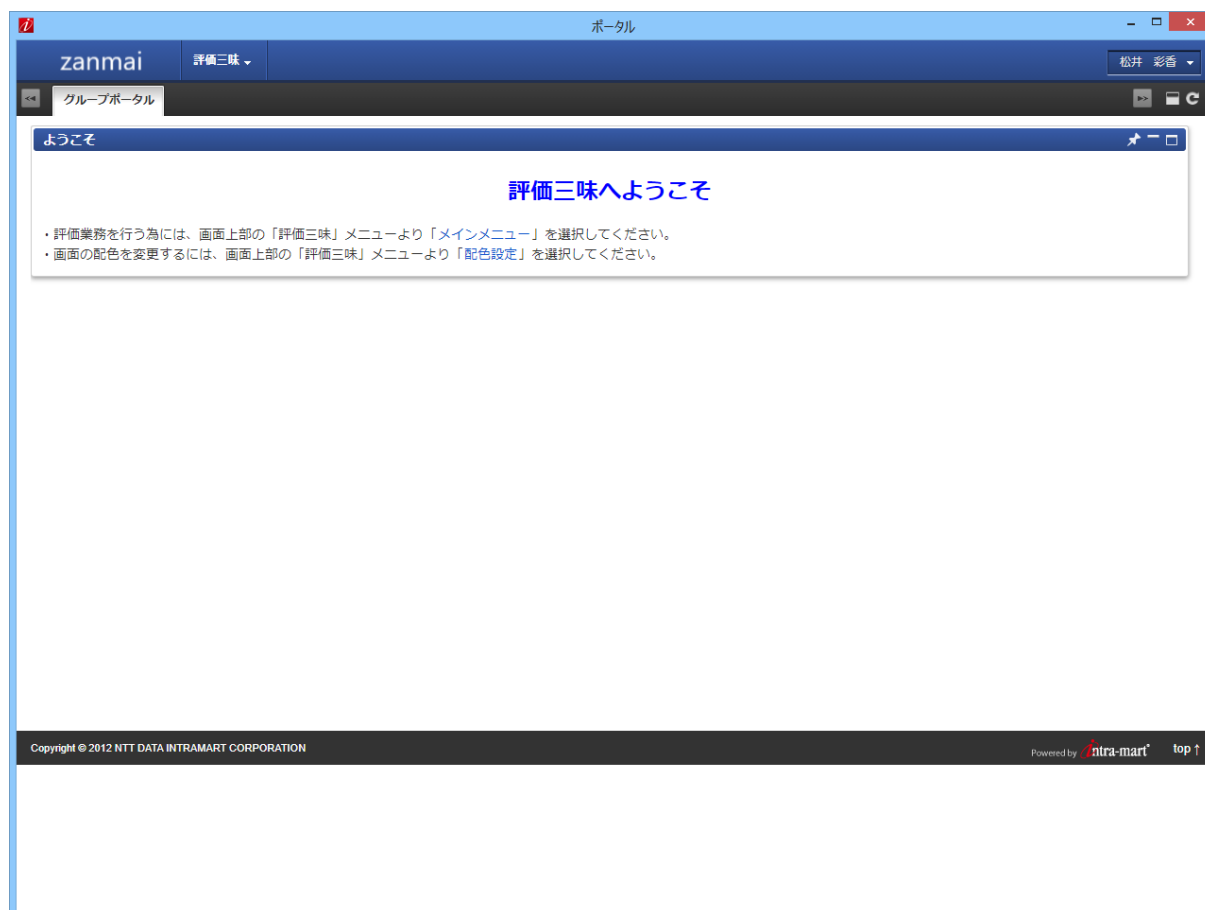 ポータル
zanmai
評価三昧
松井 彩香
グループポータル
ようこそ
評価三味へようこそ
・評価業務を行う為には、画面上部の「評価三味」メニューより「メインメニュー」を選択してください。
・画面の配色を変更するには、画面上部の「評価三味」メニューより「配色設定」を選択してください。
Copyright © 2012 NTT DATA INTRAMART CORPORATION
Powered by intra-mart
top ↑